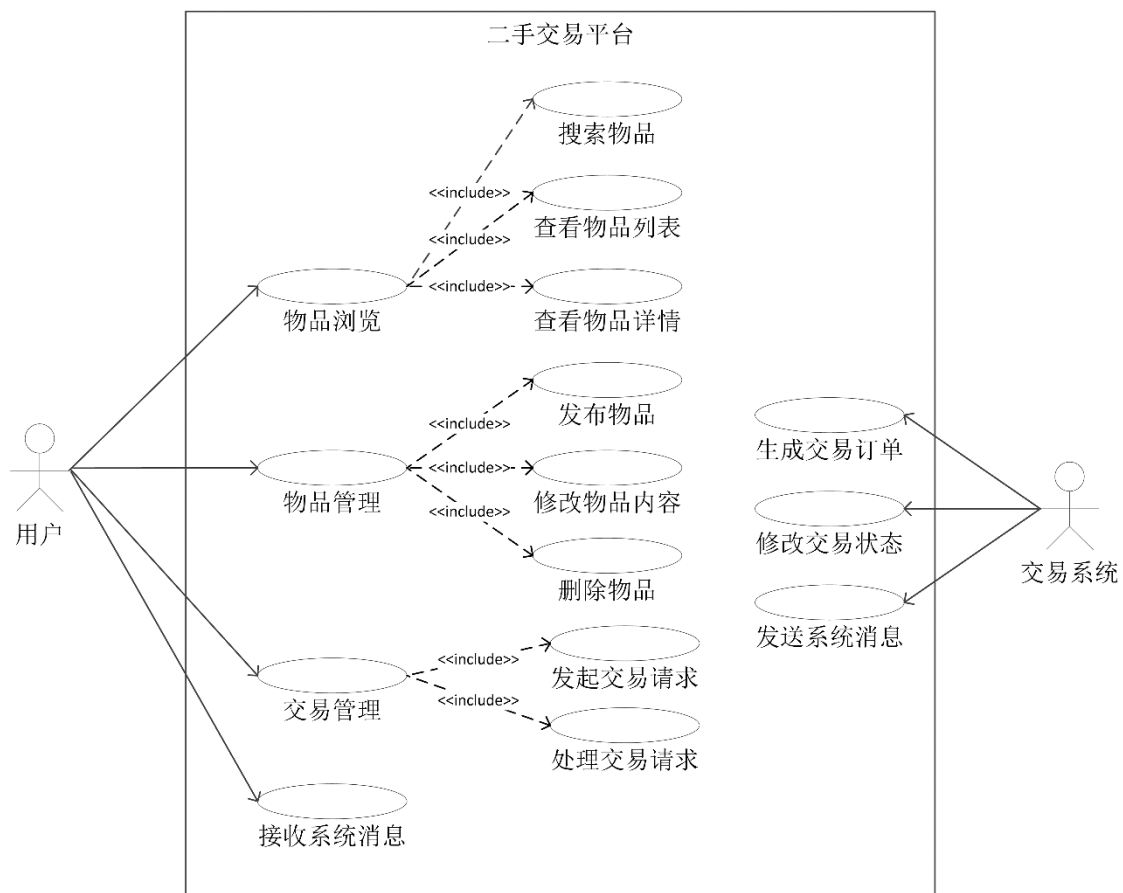 二手交易平台
搜索物品
<<include>>
查看物品列表
<<include>>
<<include>>
物品浏览
查看物品详情
发布物品
<<include>>
生成交易订单
<<include>>
物品管理
修改物品内容
<<include>>
用户
修改交易状态
交易系统
删除物品
发送系统消息
<<include>>
发起交易请求
<<include>>
交易管理
处理交易请求
接收系统消息